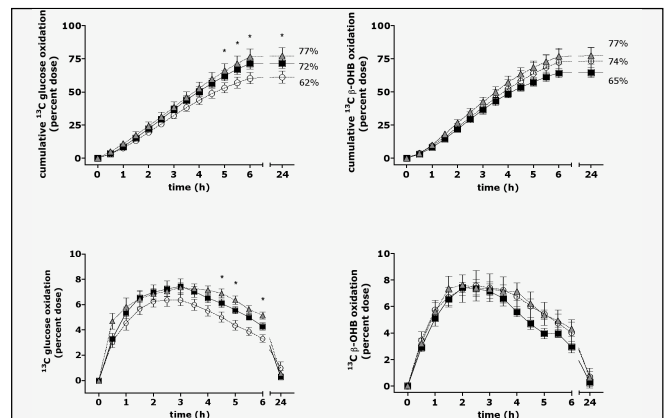 cumulative ¹³C glucose oxidation
(percent dose)
100
75
50
25
0
* * * *
77%
72%
62%
0 1 2 3 4 5 6 24
time (h)
cumulative ¹³C β-OHB oxidation
(percent dose)
100
75
50
25
0
77%
74%
65%
0 1 2 3 4 5 6 24
time (h)
¹³C glucose oxidation
(percent dose)
10
8
6
4
2
0
* * *
0 1 2 3 4 5 6 24
time (h)
¹³C β-OHB oxidation
(percent dose)
10
8
6
4
2
0
0 1 2 3 4 5 6 24
time (h)